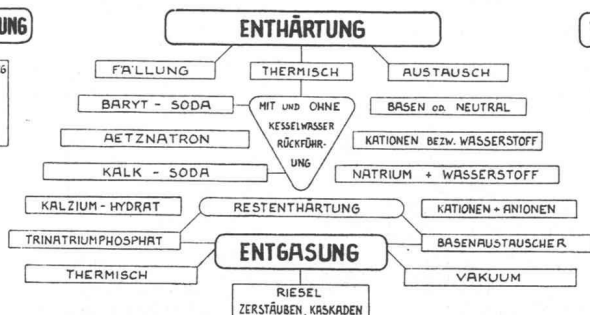 UNG
ENTHÄRTUNG
G
FÄLLUNG
THERMISCH
AUSTAUSCH
BARYT - SODA
MIT UND OHNE
KESSELWASSER
RÜCKFÜHR-
UNG
BASEN OD. NEUTRAL
AETZNATRON
KATIONEN BEZW. WASSERSTOFF
KALK - SODA
NATRIUM + WASSERSTOFF
KALZIUM - HYDRAT
RESTENTHÄRTUNG
KATIONEN + ANIONEN
TRINATRIUMPHOSPHAT
ENTGASUNG
BASENAUSTAUSCHER
THERMISCH
VAKUUM
RIESEL
ZERSTÄUBEN, KASKADEN